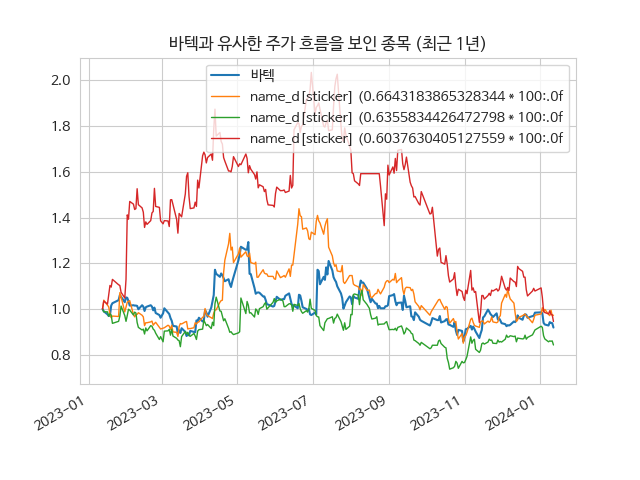 바텍과 유사한 주가 흐름을 보인 종목 (최근 1년)
바텍
name_d[sticker] (0.6643183865328344 * 100:.0f
name_d[sticker] (0.6355834426472798 * 100:.0f
name_d[sticker] (0.6037630405127559 * 100:.0f
2.0
1.8
1.6
1.4
1.2
1.0
0.8
2023-01
2023-03
2023-05
2023-07
2023-09
2023-11
2024-01